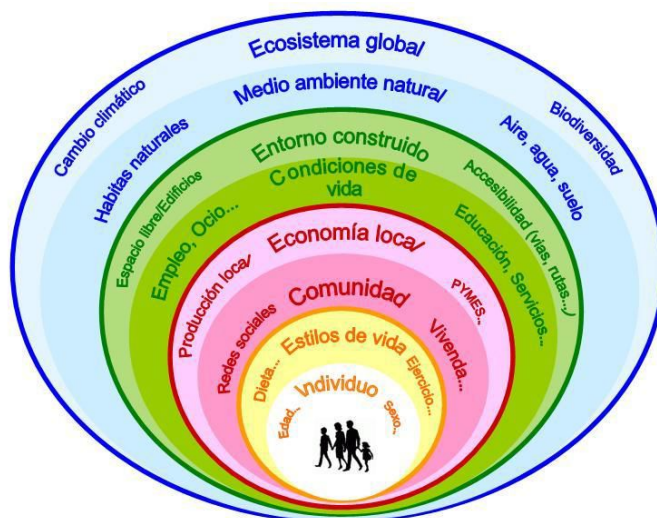 Ecosistema global
Cambio climático
Biodiversidad
Medio ambiente natural
Habitas naturales
Aire, agua, suelo
Entorno construido
Espacio libre/Edificios
Accesibilidad (vias, rutas...)
Condiciones de
vida
Empleo, Ocio...
Educación, Servicios...
Economía local
Producción local
PYMES...
Comunidad
Redes sociales
Vivenda...
Estilos de vida
Dieta...
Ejercicio...
Individuo
Edad...
Sexo...